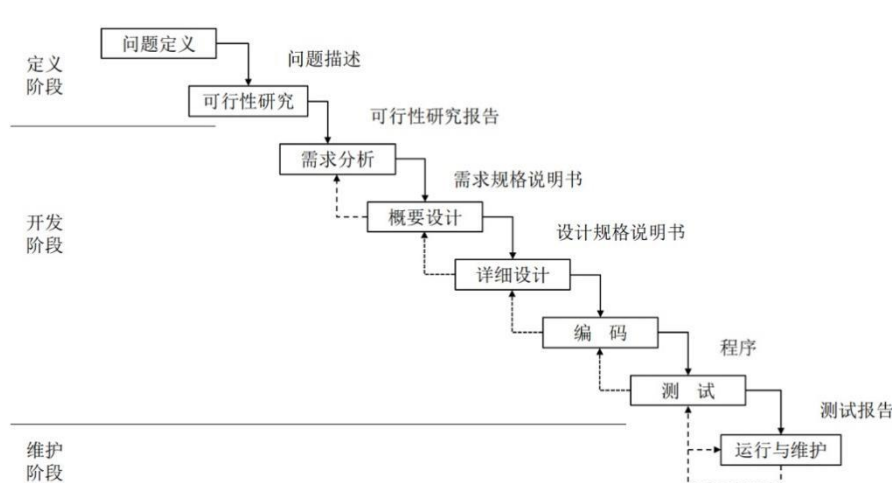 问题定义
定义
阶段
问题描述
可行性研究
可行性研究报告
需求分析
需求规格说明书
开发
阶段
概要设计
设计规格说明书
详细设计
编 码
程序
测 试
测试报告
维护
阶段
运行与维护